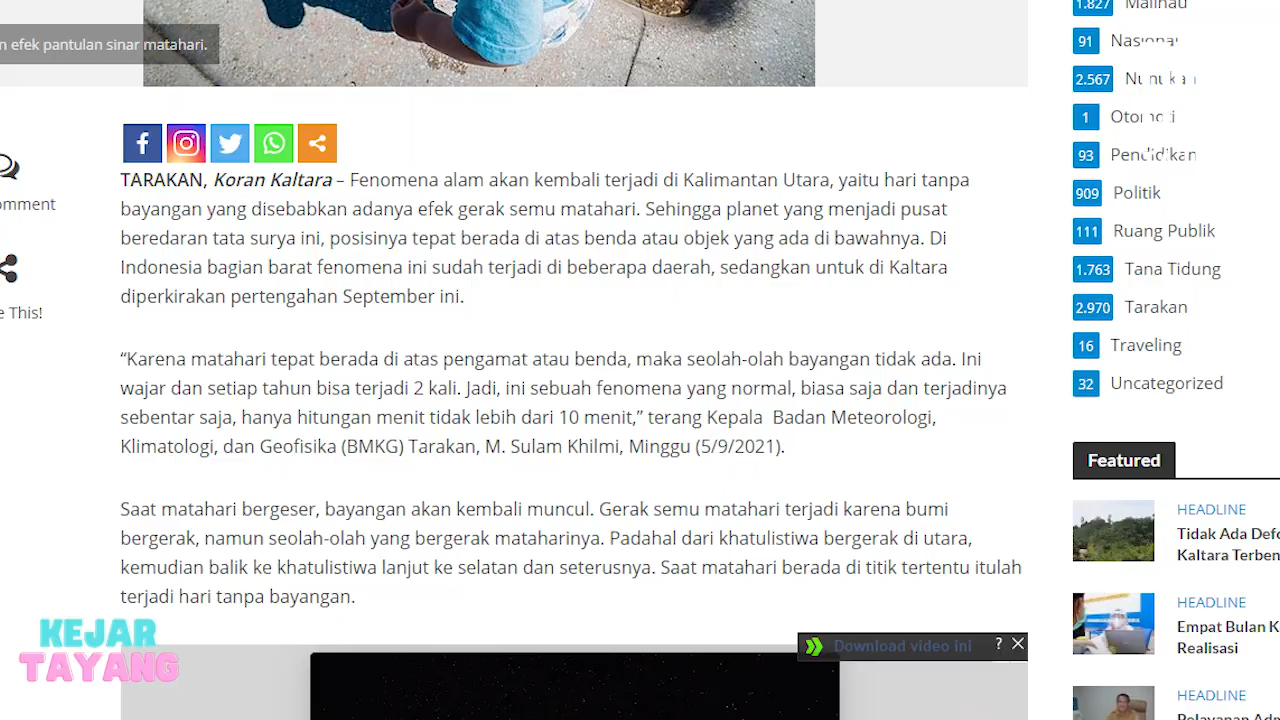 n efek pantulan sinar matahari.
omment
e This!
TARAKAN, Koran Kaltara – Fenomena alam akan kembali terjadi di Kalimantan Utara, yaitu hari tanpa
bayangan yang disebabkan adanya efek gerak semu matahari. Sehingga planet yang menjadi pusat
beredaran tata surya ini, posisinya tepat berada di atas benda atau objek yang ada di bawahnya. Di
Indonesia bagian barat fenomena ini sudah terjadi di beberapa daerah, sedangkan untuk di Kaltara
diperkirakan pertengahan September ini.
“Karena matahari tepat berada di atas pengamat atau benda, maka seolah-olah bayangan tidak ada. Ini
wajar dan setiap tahun bisa terjadi 2 kali. Jadi, ini sebuah fenomena yang normal, biasa saja dan terjadinya
sebentar saja, hanya hitungan menit tidak lebih dari 10 menit,” terang Kepala Badan Meteorologi,
Klimatologi, dan Geofisika (BMKG) Tarakan, M. Sulam Khilmi, Minggu (5/9/2021).
Saat matahari bergeser, bayangan akan kembali muncul. Gerak semu matahari terjadi karena bumi
bergerak, namun seolah-olah yang bergerak mataharinya. Padahal dari khatulistiwa bergerak di utara,
kemudian balik ke khatulistiwa lanjut ke selatan dan seterusnya. Saat matahari berada di titik tertentu itulah
terjadi hari tanpa bayangan.
KEJAR
TAYANG
Download video ini ?
1.827 Malinau
91 Nasional
2.567 Nunukan
1 Otomotif
93 Pendidikan
909 Politik
111 Ruang Publik
1.763 Tana Tidung
2.970 Tarakan
16 Traveling
32 Uncategorized
Featured
HEADLINE
Tidak Ada Def
Kaltara Terben
HEADLINE
Empat Bulan K
Realisasi
HEADLINE
Pelayanan Adm